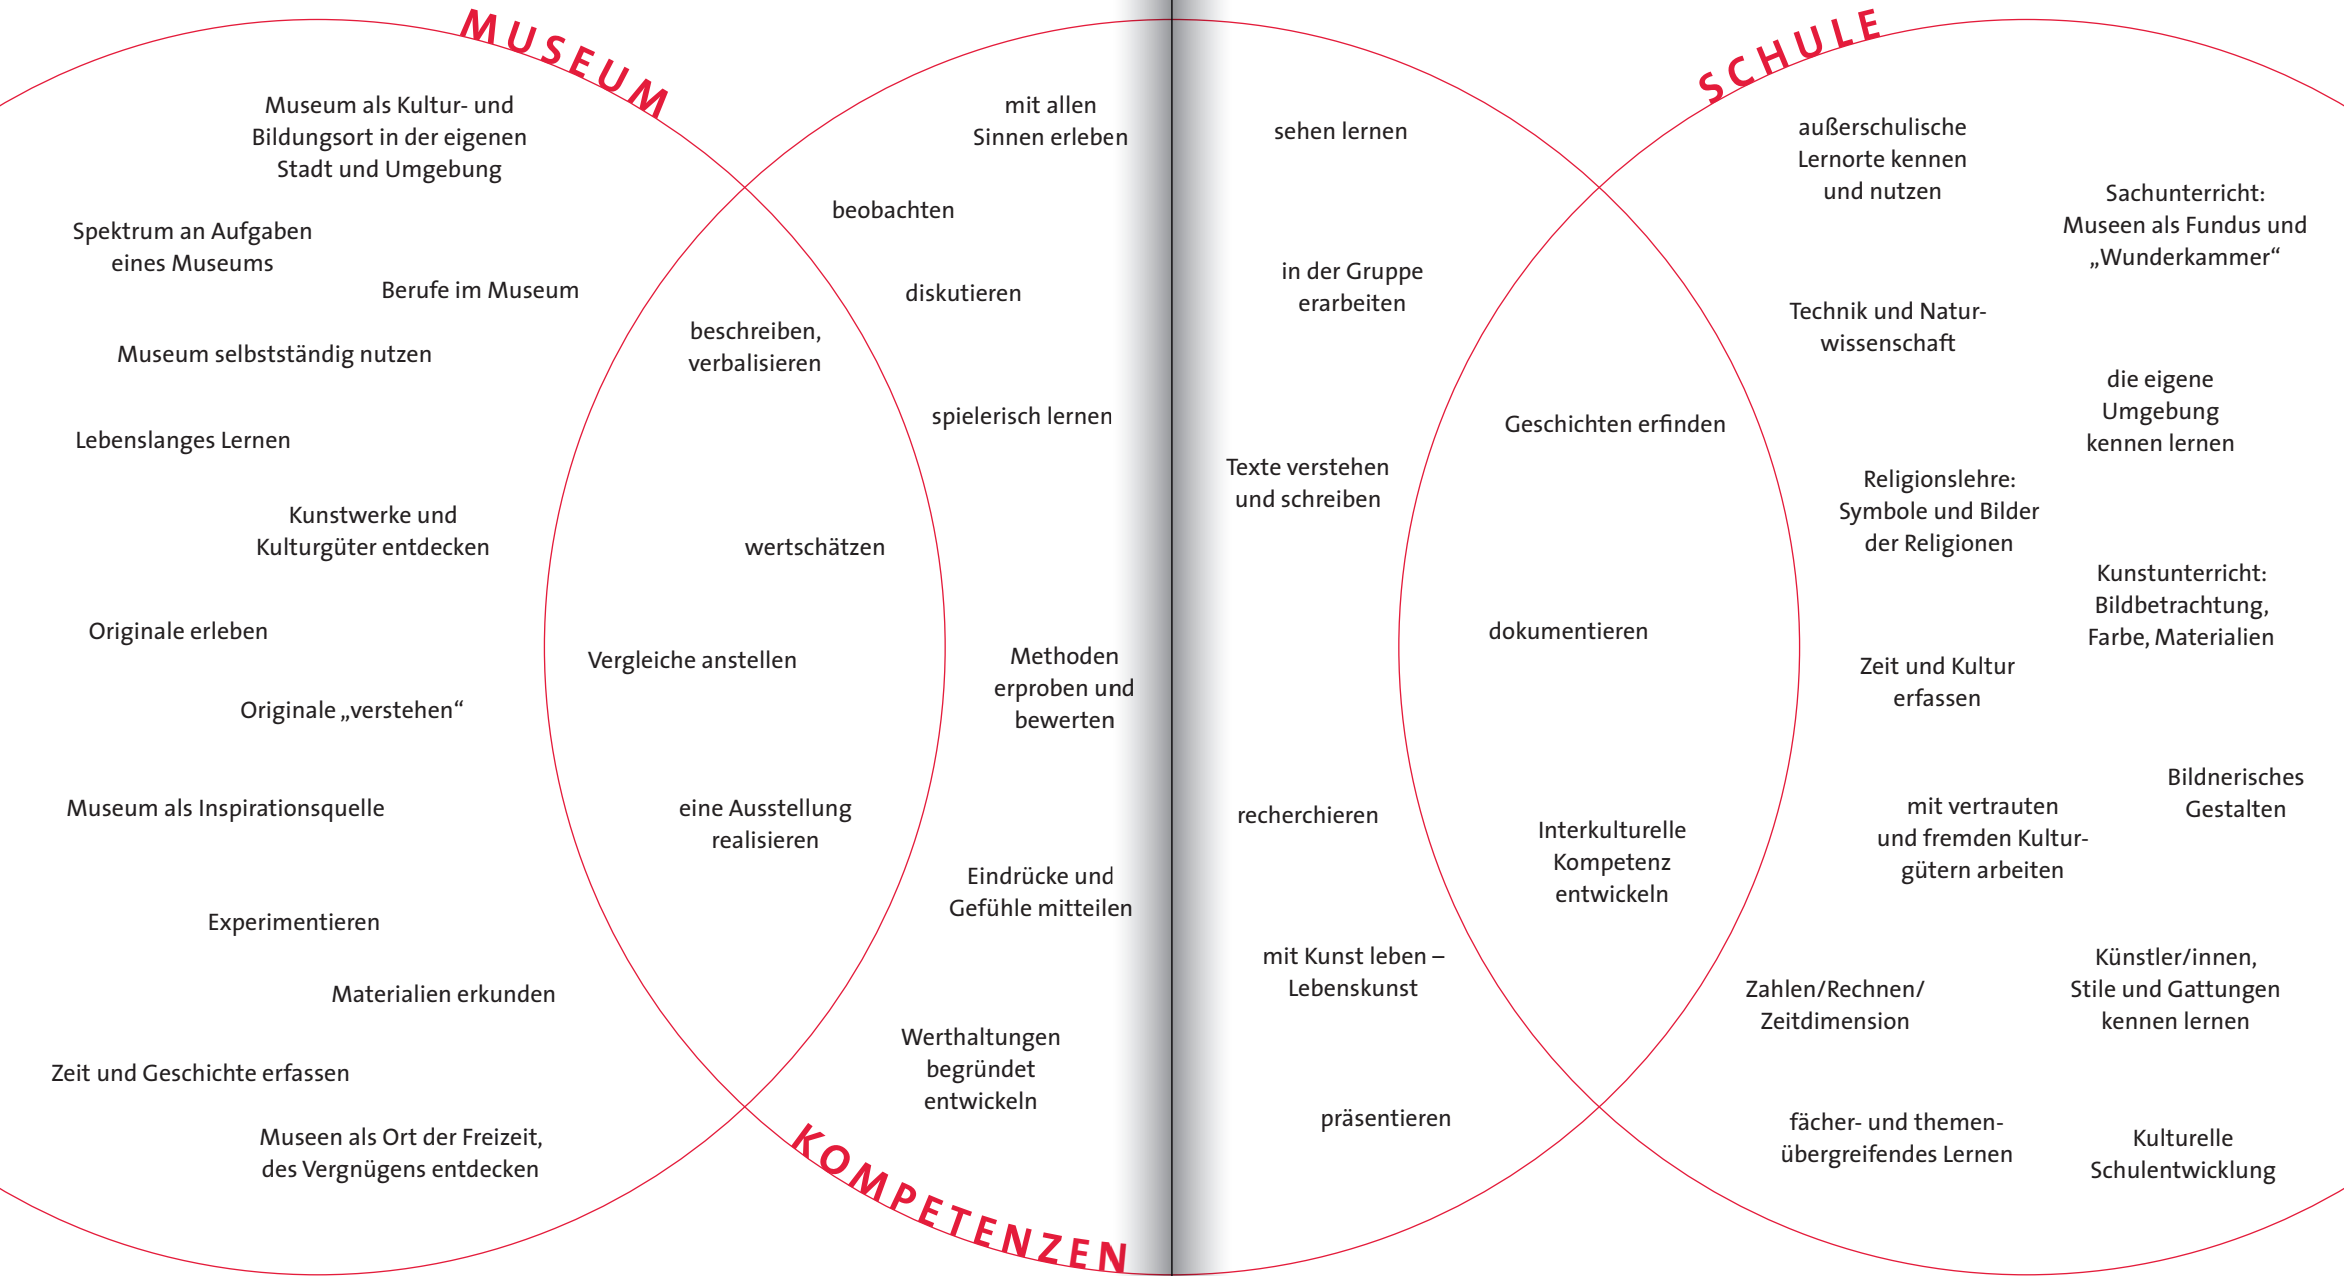 MUSEUM
Museum als Kultur- und
Bildungsort in der eigenen
Stadt und Umgebung
Spektrum an Aufgaben
eines Museums
Berufe im Museum
Museum selbstständig nutzen
Lebenslanges Lernen
Kunstwerke und
Kulturgüter entdecken
Originale erleben
Originale „verstehen“
Museum als Inspirationsquelle
Experimentieren
Materialien erkunden
Zeit und Geschichte erfassen
Museen als Ort der Freizeit,
des Vergnügens entdecken
beschreiben,
verbalisieren
wertschätzen
Vergleiche anstellen
eine Ausstellung
realisieren
mit allen
Sinnen erleben
beobachten
diskutieren
spielerisch lernen
Methoden
erproben und
bewerten
Eindrücke und
Gefühle mitteilen
Werthaltungen
begründet
entwickeln
KOMPETENZEN
sehen lernen
in der Gruppe
erarbeiten
Texte verstehen
und schreiben
recherchieren
mit Kunst leben –
Lebenskunst
präsentieren
Geschichten erfinden
dokumentieren
Interkulturelle
Kompetenz
entwickeln
SCHULE
außerschulische
Lernorte kennen
und nutzen
Sachunterricht:
Museen als Fundus und
„Wunderkammer“
Technik und Natur-
wissenschaft
die eigene
Umgebung
kennen lernen
Religionslehre:
Symbole und Bilder
der Religionen
Kunstunterricht:
Bildbetrachtung,
Farbe, Materialien
Zeit und Kultur
erfassen
Bildnerisches
Gestalten
mit vertrauten
und fremden Kultur-
gütern arbeiten
Künstler/innen,
Stile und Gattungen
kennen lernen
Zahlen/Rechnen/
Zeitdimension
fächer- und themen-
übergreifendes Lernen
Kulturelle
Schulentwicklung